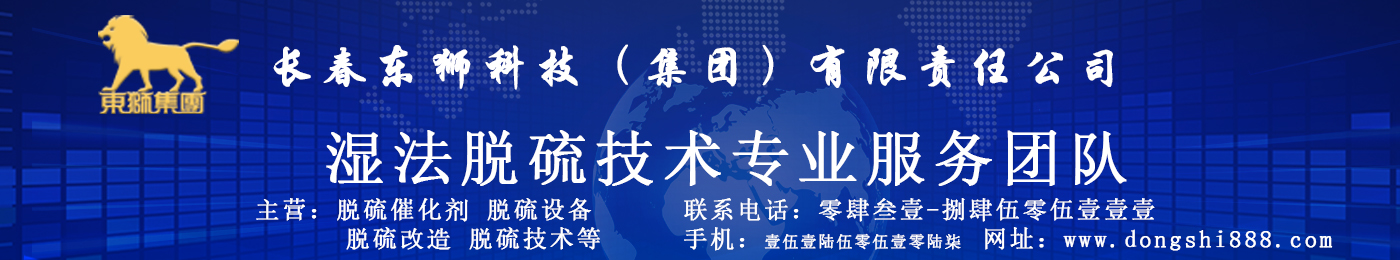 東獅集團
长春东狮科技（集团）有限责任公司
湿法脱硫技术专业服务团队
主营：脱硫催化剂 脱硫设备
脱硫改造 脱硫技术等
联系电话：零肆叁壹-捌肆伍零伍壹壹壹
手机：壹伍壹陆伍零伍壹零陆柒 网址：www.dongshi888.com